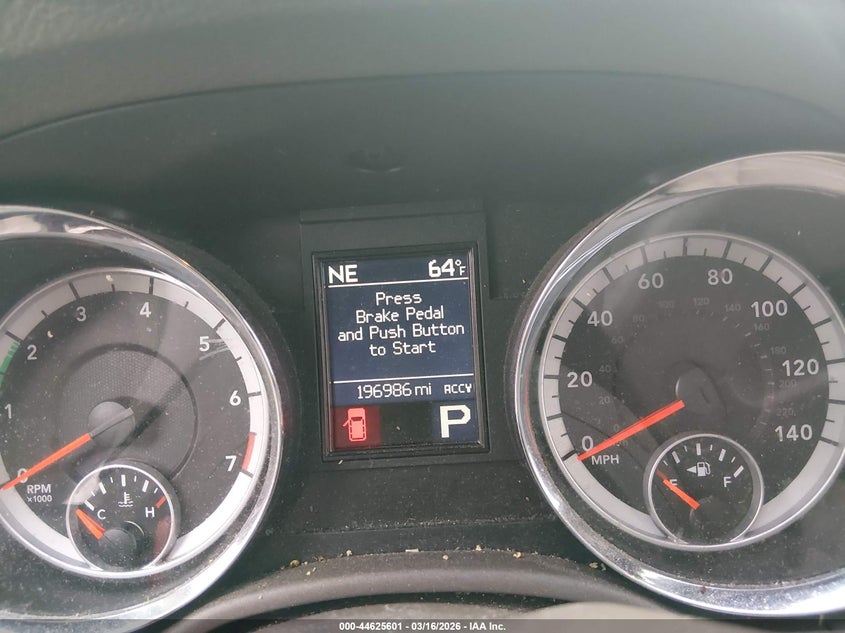 NE 64°F
Press
Brake Pedal
and Push Button
to Start
196986 mi ACCY
P
0 1 2 3 4 5 6 7
RPM
x1000
C H
0 20 40 60 80 100 120 140
MPH
E F
000-44625601 - 03/16/2026 - IAA Inc.